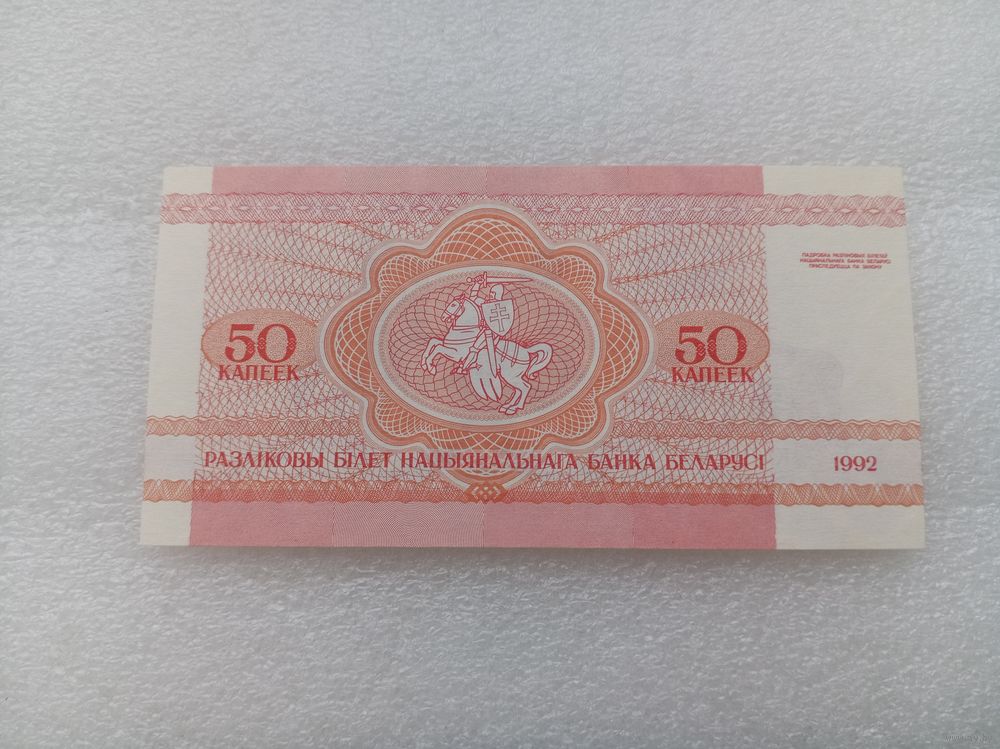 ПАДРОБКА РАЗЛІКОВЫХ БІЛЕТАЎ
НАЦЫЯНАЛЬНАГА БАНКА БЕЛАРУСІ
ПРАСЛЕДУЕЦЦА ПА ЗАКОНУ
50
КАПЕЕК
50
КАПЕЕК
РАЗЛІКОВЫ БІЛЕТ НАЦЫЯНАЛЬНАГА БАНКА БЕЛАРУСІ
1992